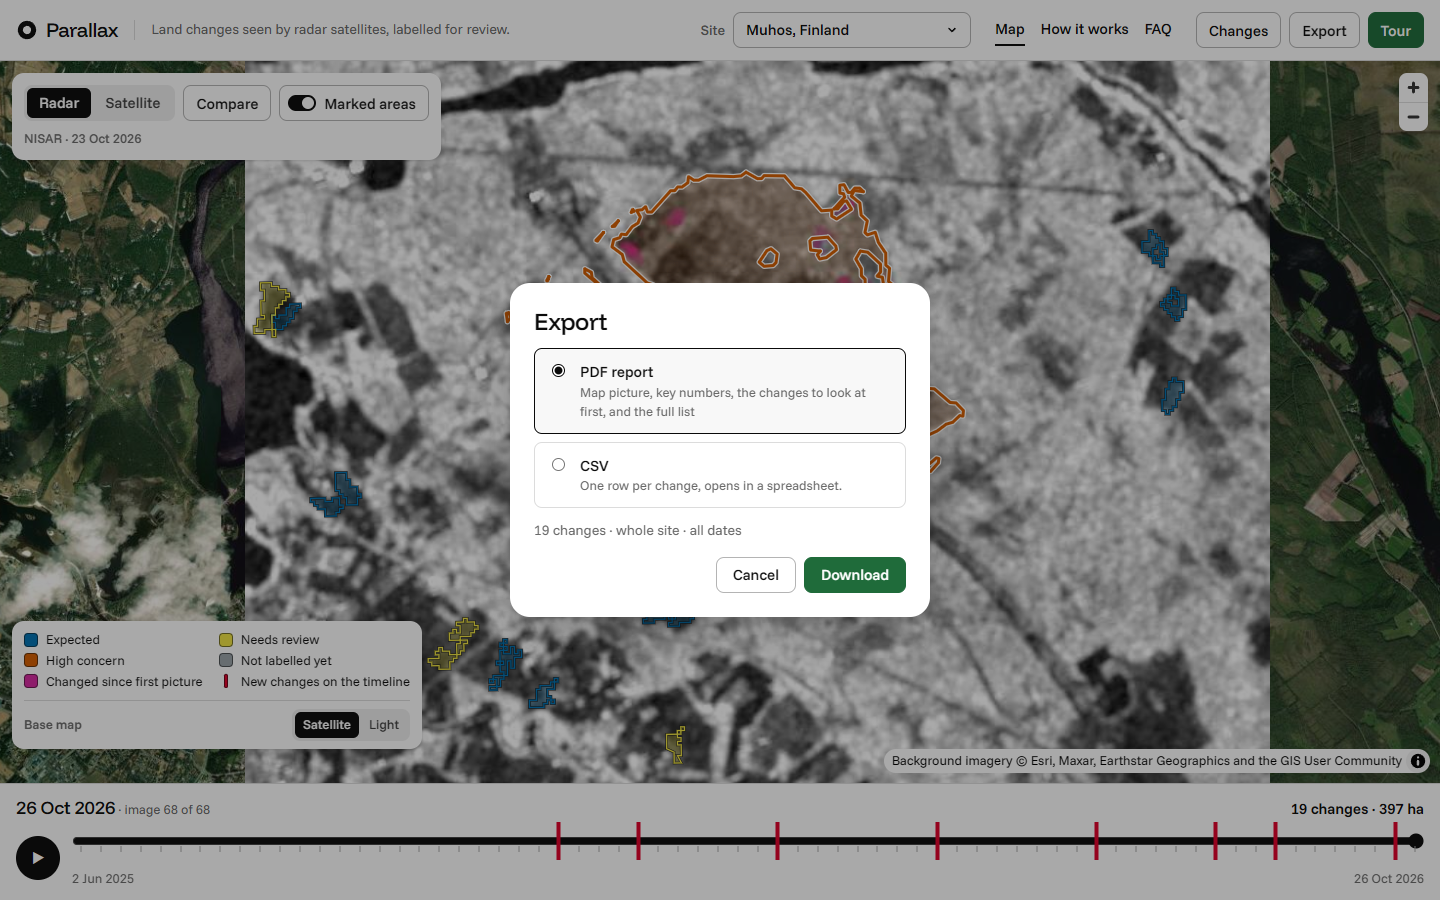 Parallax
Land changes seen by radar satellites, labelled for review.
Site
Muhos, Finland
Map
How it works
FAQ
Changes
Export
Tour
Radar
Satellite
Compare
Marked areas
NISAR · 23 Oct 2026
+
−
Export
PDF report
Map picture, key numbers, the changes to look at
first, and the full list
CSV
One row per change, opens in a spreadsheet.
19 changes · whole site · all dates
Cancel
Download
Expected
Needs review
High concern
Not labelled yet
Changed since first picture
New changes on the timeline
Base map
Satellite
Light
Background imagery © Esri, Maxar, Earthstar Geographics and the GIS User Community
26 Oct 2026 · image 68 of 68
19 changes · 397 ha
2 Jun 2025
26 Oct 2026